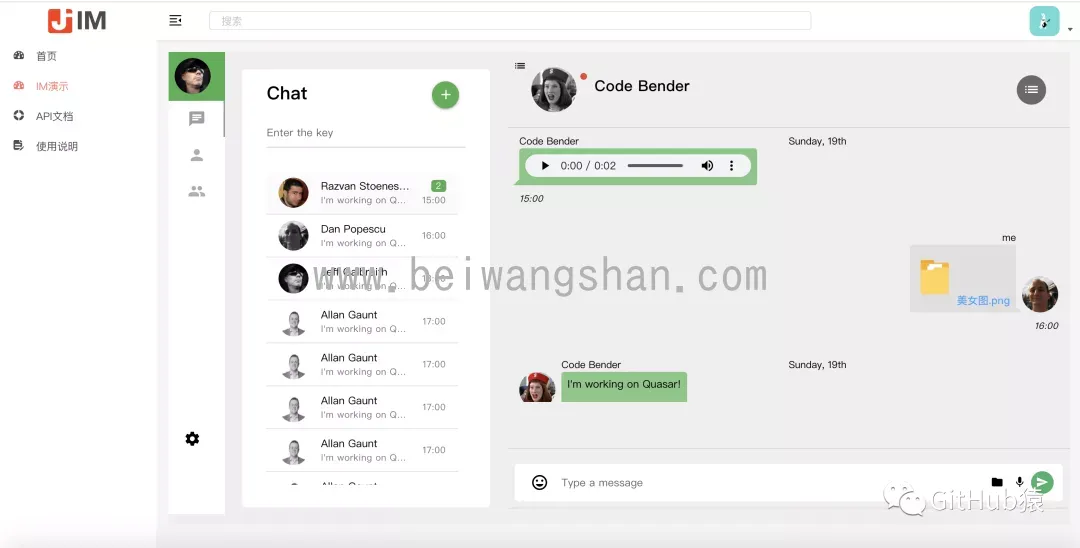 JIM
搜索
首页
IM演示
API文档
使用说明
Chat
Enter the key
Razvan Stoenes...
2
I'm working on Q...
15:00
Dan Popescu
I'm working on Q...
16:00
Jeff Galbraith
I'm working on Q...
www.beiwangshan.com
Allan Gaunt
I'm working on Q...
17:00
Allan Gaunt
I'm working on Q...
17:00
Allan Gaunt
I'm working on Q...
17:00
Allan Gaunt
I'm working on Q...
17:00
Allan Gaunt
Code Bender
Code Bender
Sunday, 19th
0:00 / 0:02
15:00
me
美女图.png
16:00
Code Bender
Sunday, 19th
I'm working on Quasar!
Type a message
GitHub猿